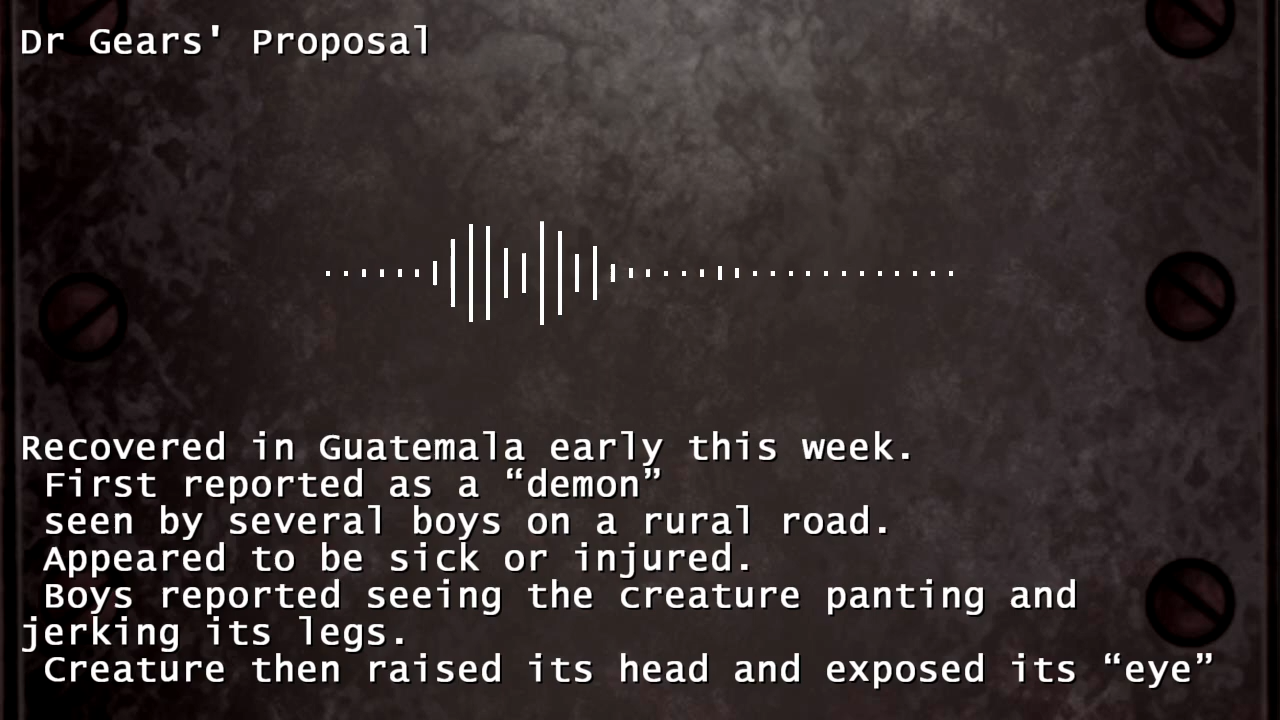 Dr Gears' Proposal
Recovered in Guatemala early this week.
First reported as a “demon”
seen by several boys on a rural road.
Appeared to be sick or injured.
Boys reported seeing the creature panting and
jerking its legs.
Creature then raised its head and exposed its “eye”